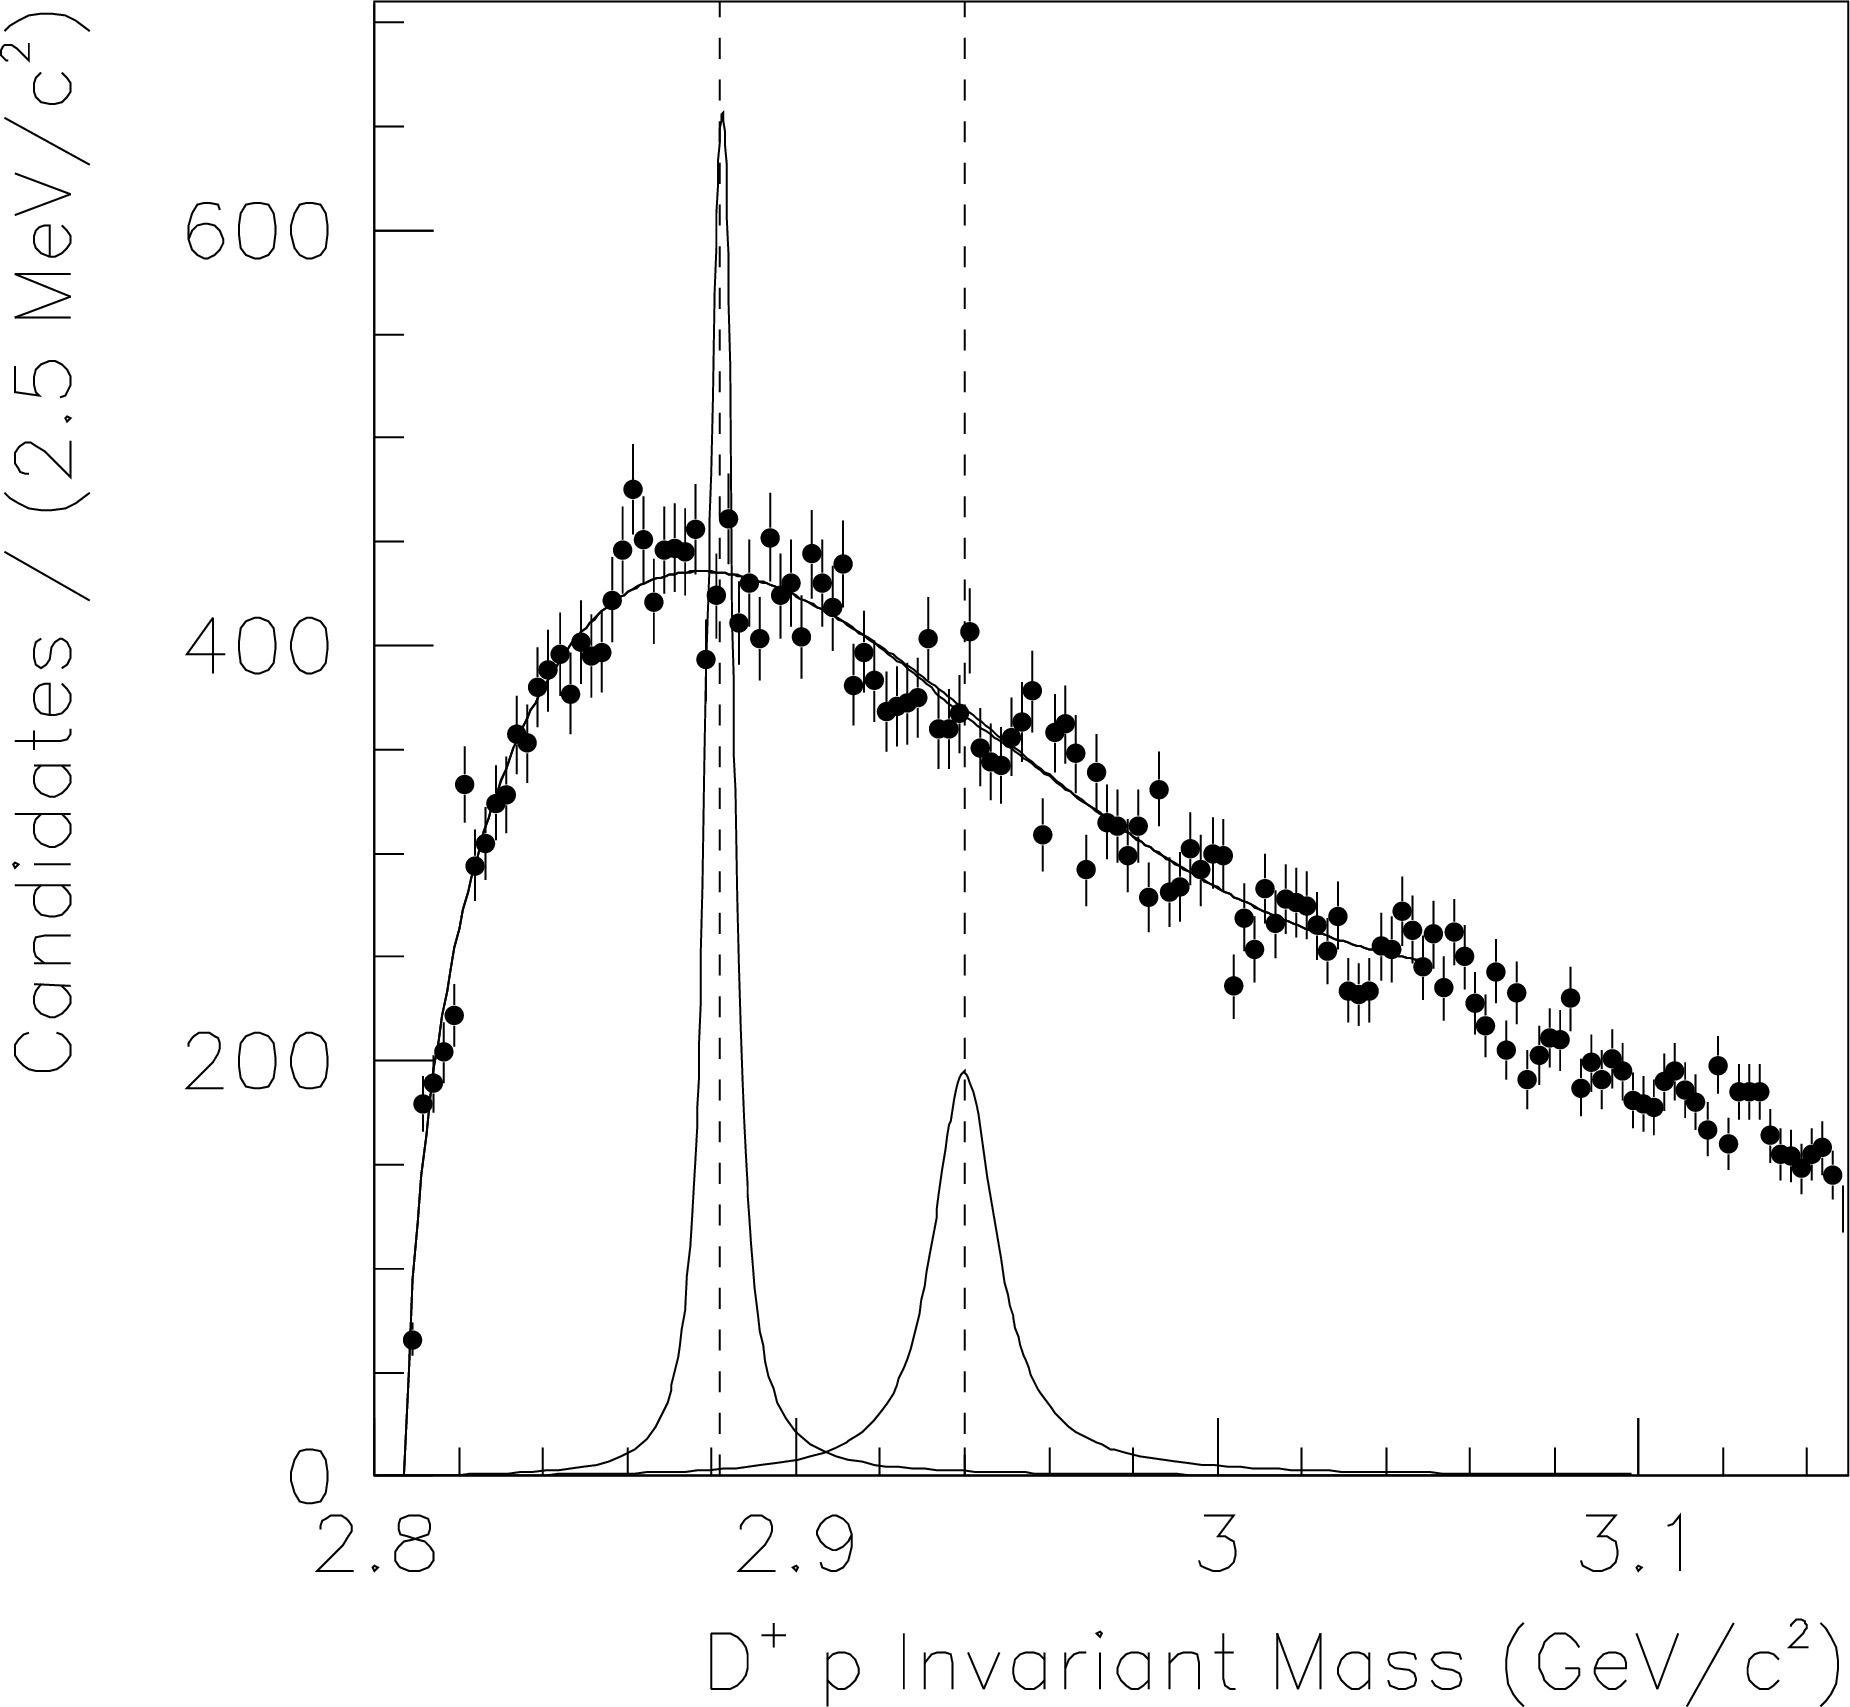 Candidates / (2.5 MeV/c²)
600
400
200
0
2.8 2.9 3 3.1
D⁺ p Invariant Mass (GeV/c²)